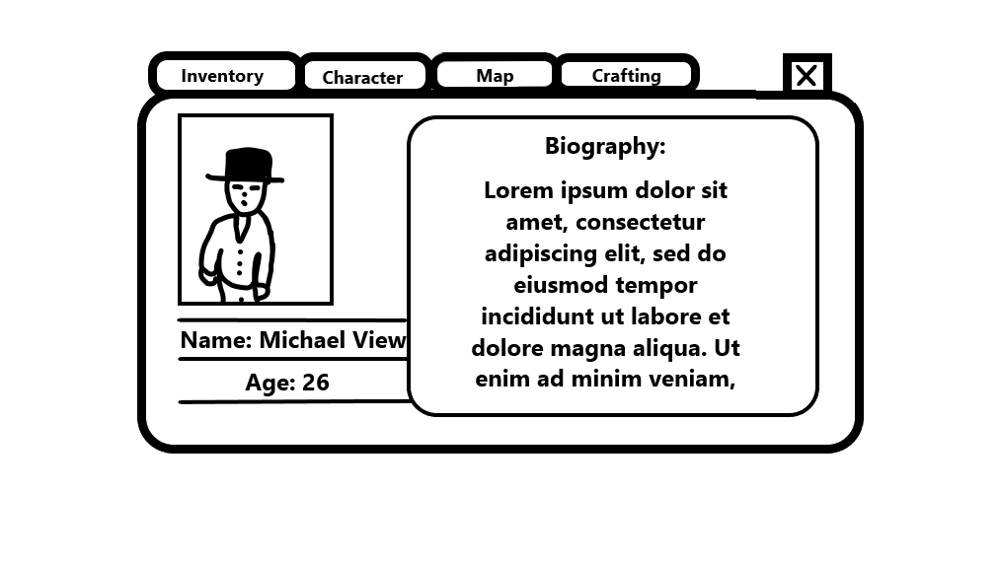 Inventory
Character
Map
Crafting
X
Name: Michael View
Age: 26
Biography:
Lorem ipsum dolor sit
amet, consectetur
adipiscing elit, sed do
eiusmod tempor
incididunt ut labore et
dolore magna aliqua. Ut
enim ad minim veniam,